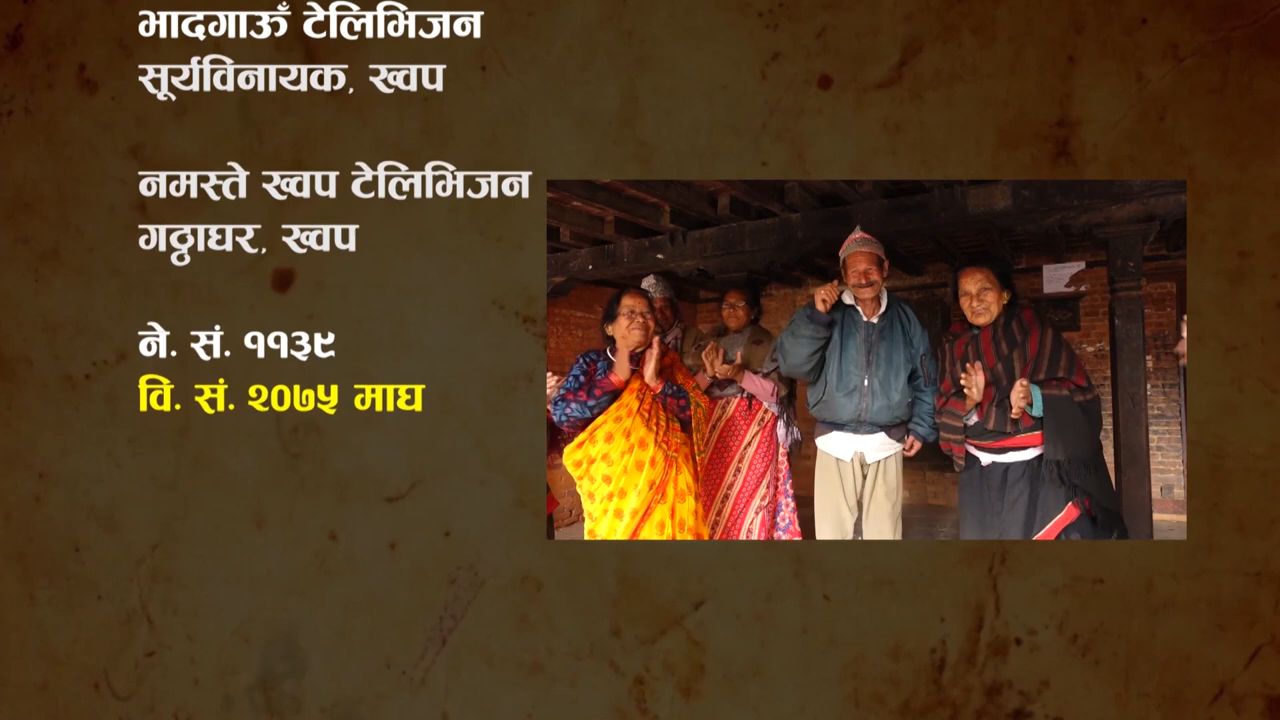 भादगाऊँ टेलिभिजन
सूर्यविनायक, ख्वप
नमस्ते ख्वप टेलिभिजन
गठ्ठाघर, ख्वप
ने. सं. ११३९
वि. सं. २०७५ माघ